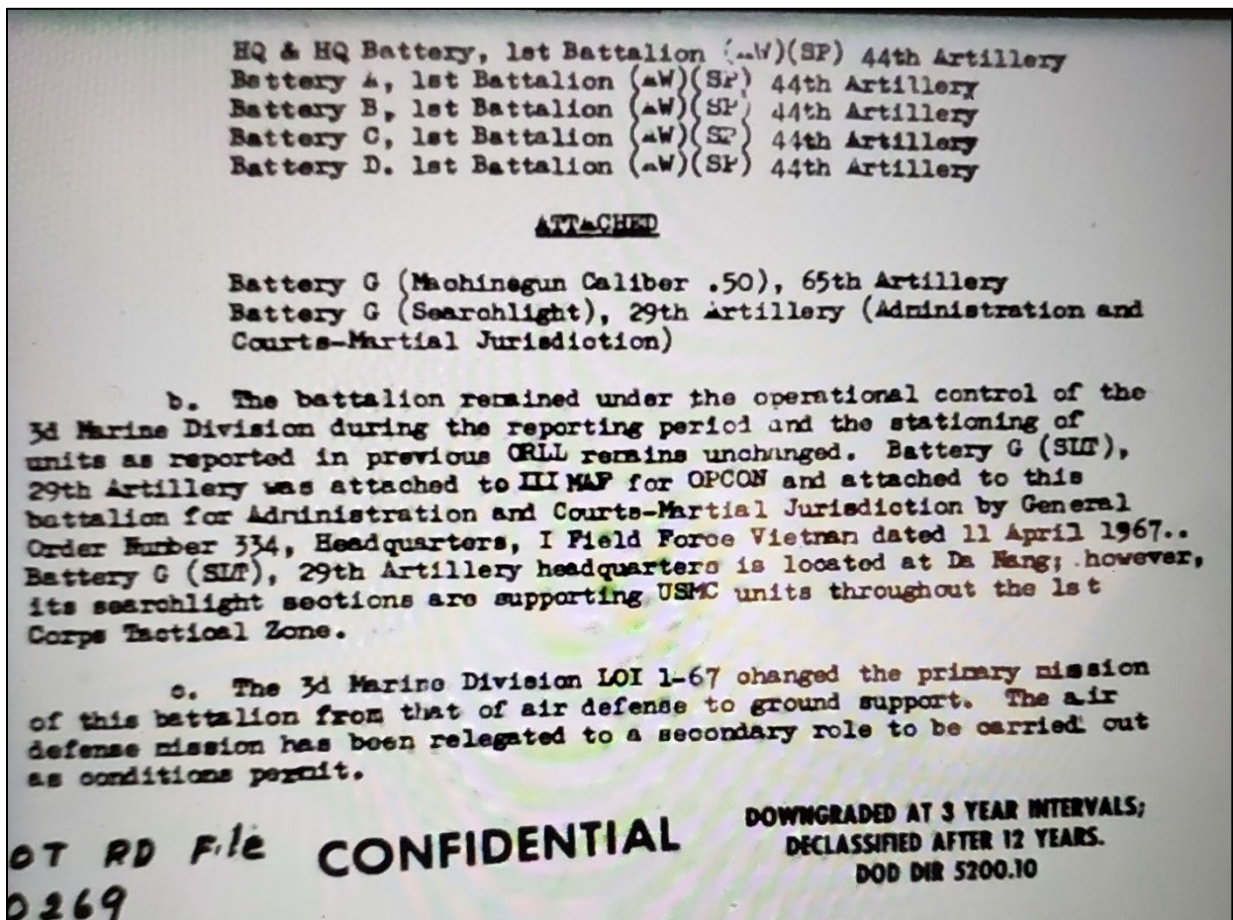 HQ & HQ Battery, 1st Battalion (AW)(SP) 44th Artillery
Battery A, 1st Battalion (AW)(SP) 44th Artillery
Battery B, 1st Battalion (AW)(SP) 44th Artillery
Battery C, 1st Battalion (AW)(SP) 44th Artillery
Battery D. 1st Battalion (AW)(SP) 44th Artillery
ATTACHED
Battery G (Machinegun Caliber .50), 65th Artillery
Battery G (Searchlight), 29th Artillery (Administration and
Courts-Martial Jurisdiction)
b. The battalion remained under the operational control of the
3d Marine Division during the reporting period and the stationing of
units as reported in previous ORLL remains unchanged. Battery G (SLT),
29th Artillery was attached to III MAF for OPCON and attached to this
battalion for Administration and Courts-Martial Jurisdiction by General
Order Number 334, Headquarters, I Field Force Vietnam dated 11 April 1967..
Battery G (SLT), 29th Artillery headquarters is located at Da Nang; however,
its searchlight sections are supporting USMC units throughout the 1st
Corps Tactical Zone.
c. The 3d Marine Division LOI 1-67 changed the primary mission
of this battalion from that of air defense to ground support. The air
defense mission has been relegated to a secondary role to be carried out
as conditions permit.
OT RD File CONFIDENTIAL
0269
DOWNGRADED AT 3 YEAR INTERVALS;
DECLASSIFIED AFTER 12 YEARS.
DOD DIR 5200.10